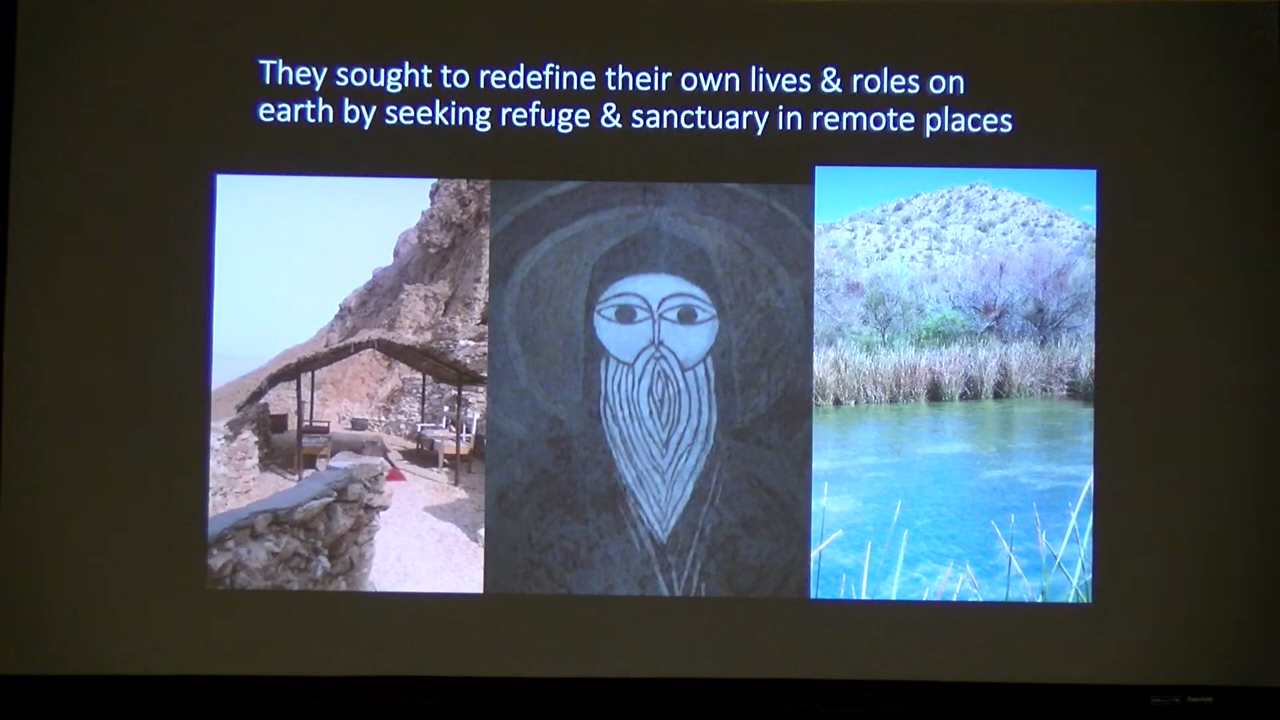 They sought to redefine their own lives & roles on
earth by seeking refuge & sanctuary in remote places